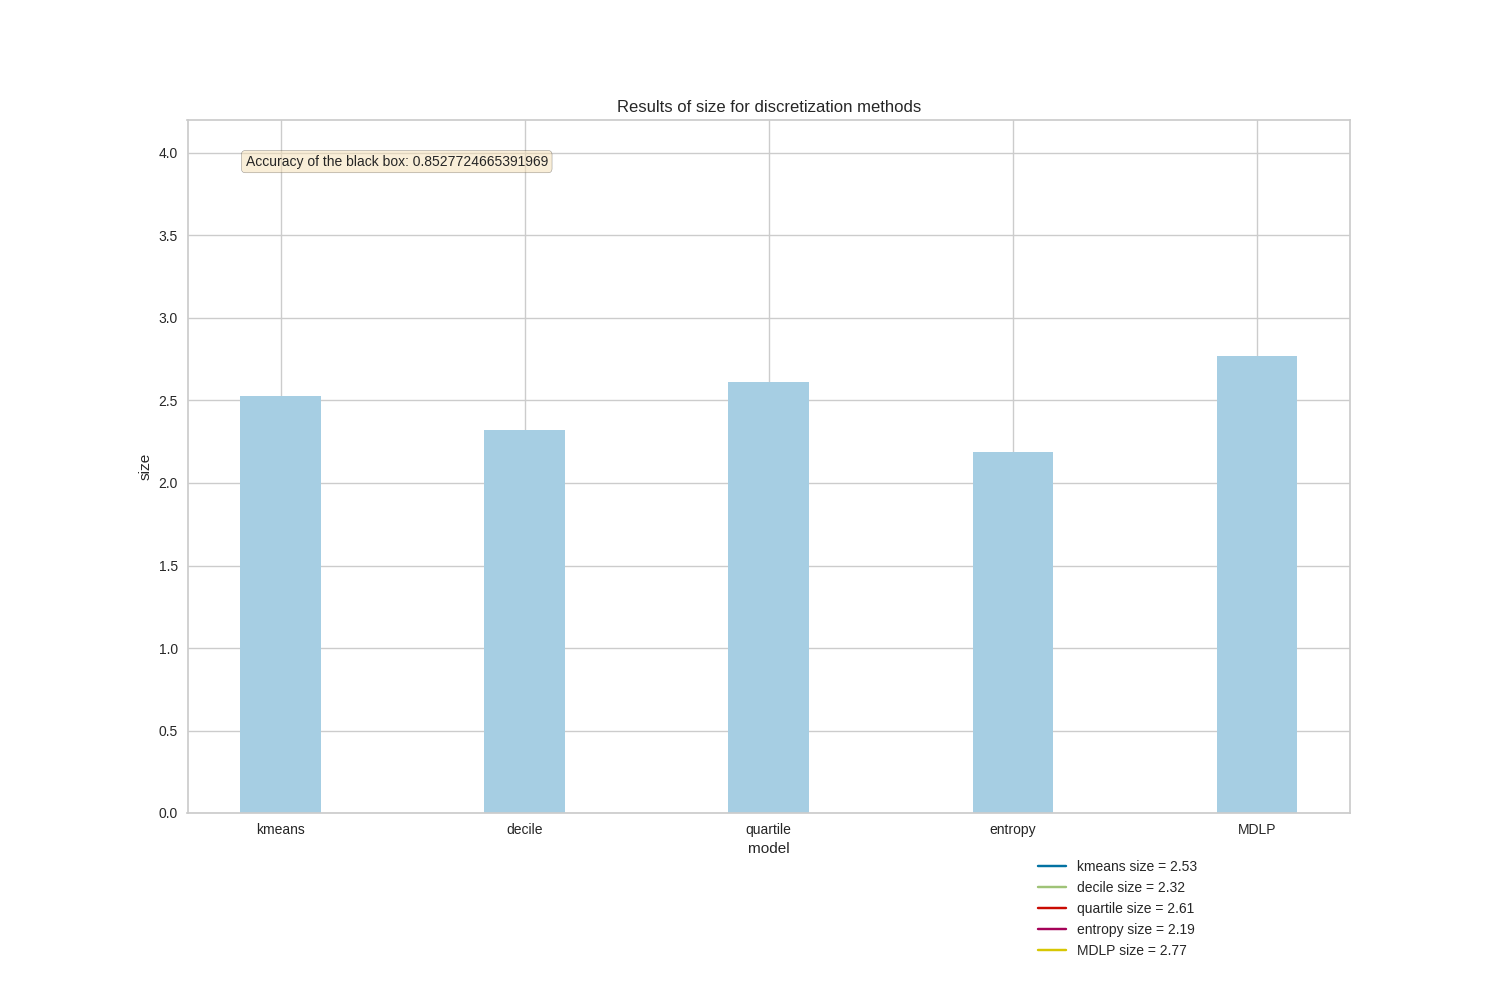 Results of size for discretization methods
Accuracy of the black box: 0.8527724665391969
4.0
3.5
3.0
2.5
2.0
1.5
1.0
0.5
0.0
size
kmeans decile quartile entropy MDLP
model
kmeans size = 2.53
decile size = 2.32
quartile size = 2.61
entropy size = 2.19
MDLP size = 2.77